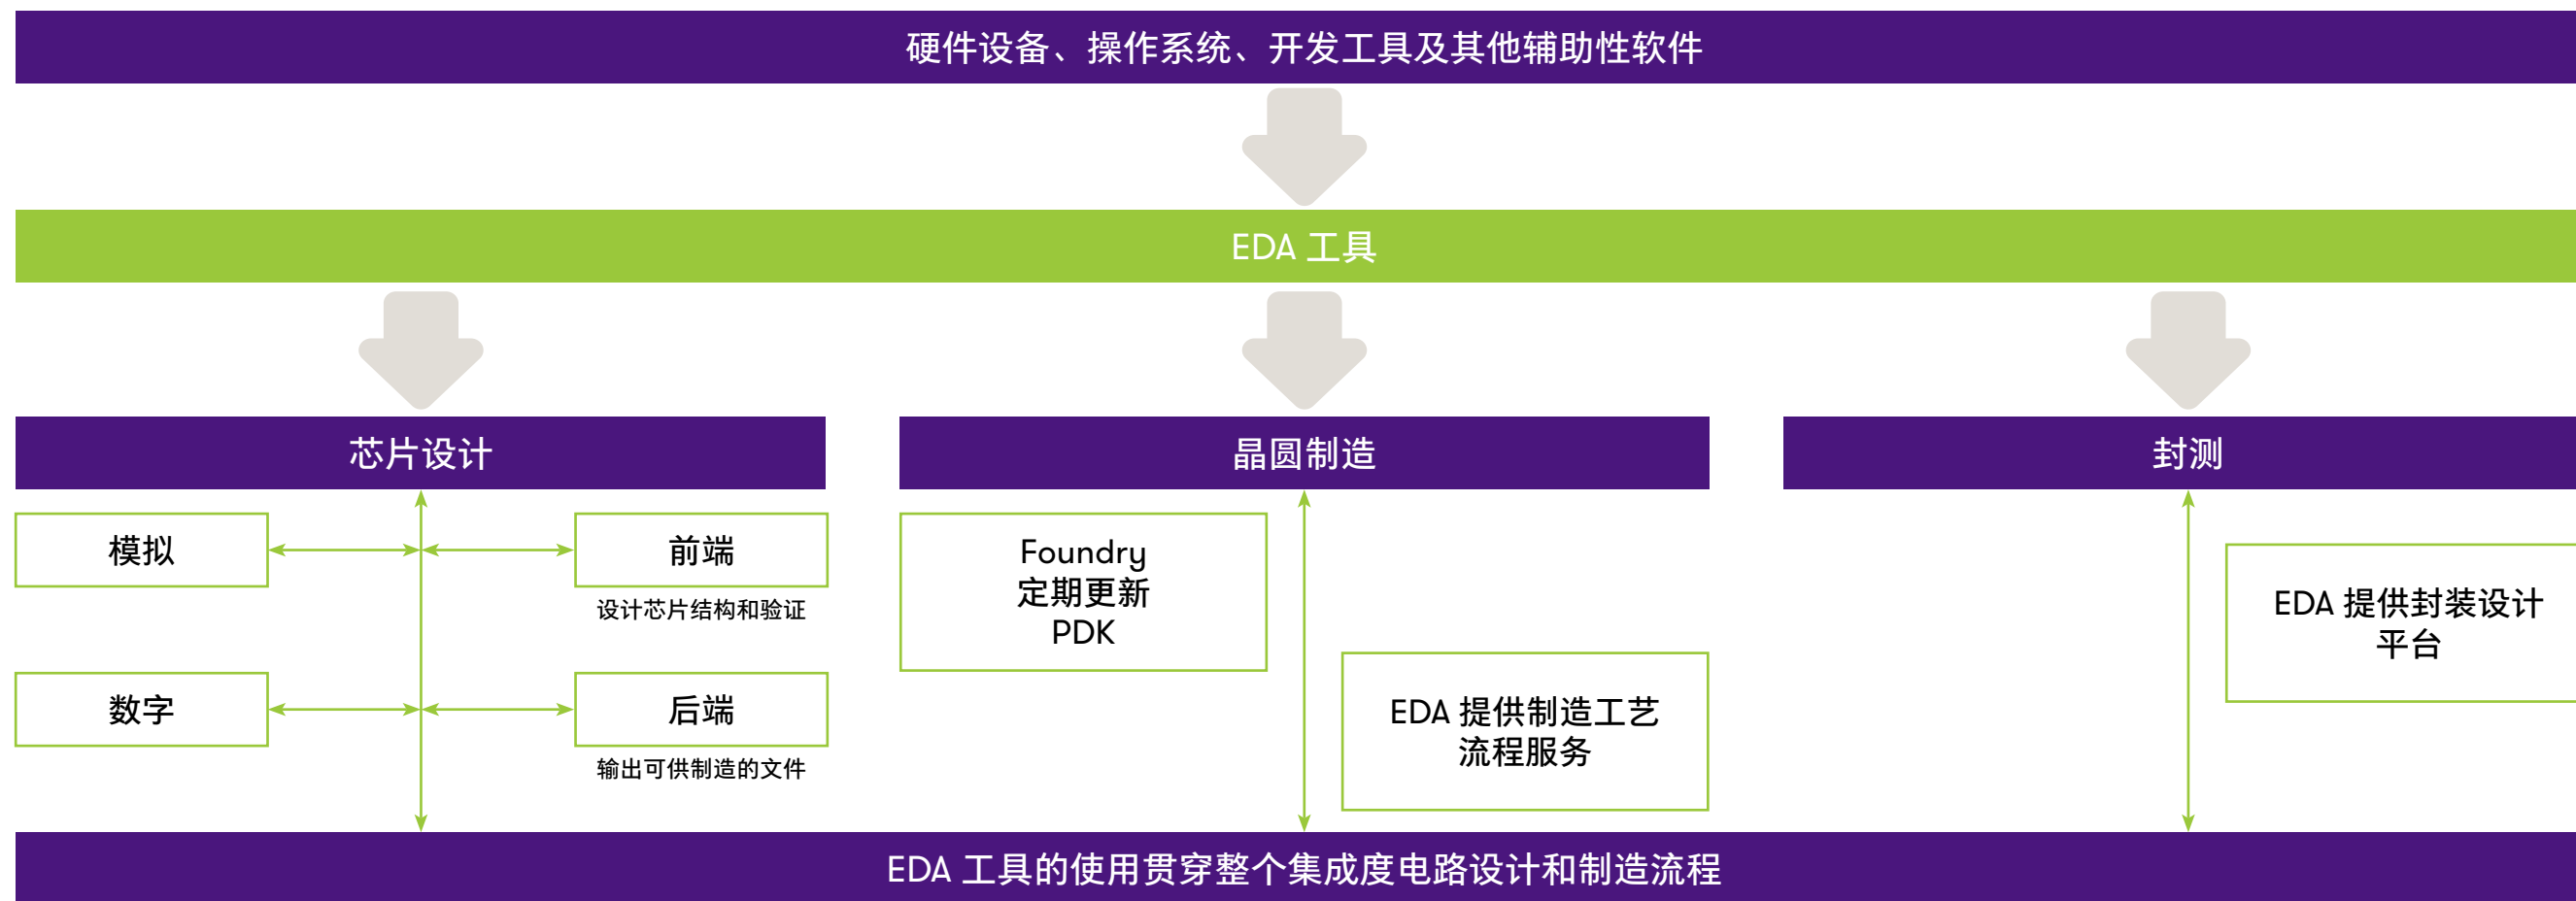 硬件设备、操作系统、开发工具及其他辅助性软件
EDA 工具
芯片设计
晶圆制造
封测
模拟
前端
设计芯片结构和验证
数字
后端
输出可供制造的文件
Foundry
定期更新
PDK
EDA 提供制造工艺
流程服务
EDA 提供封装设计
平台
EDA 工具的使用贯穿整个集成度电路设计和制造流程